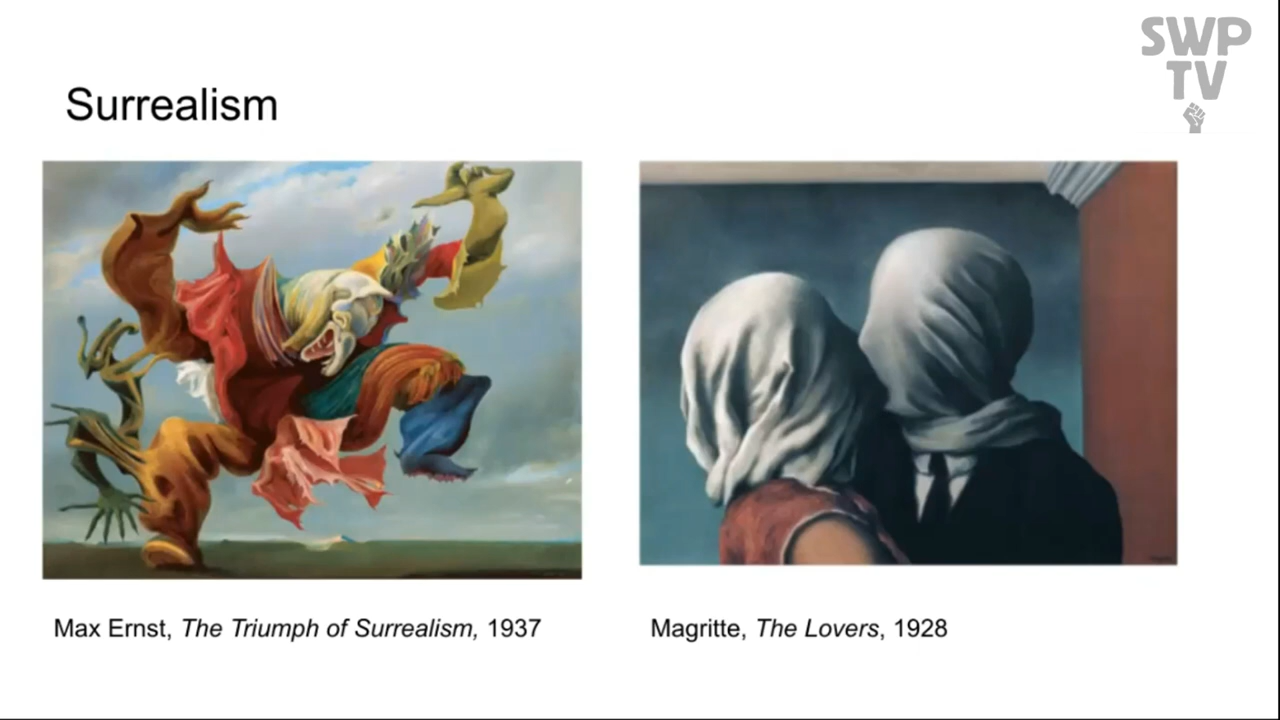 SWP
TV
Surrealism
Max Ernst, The Triumph of Surrealism, 1937
Magritte, The Lovers, 1928